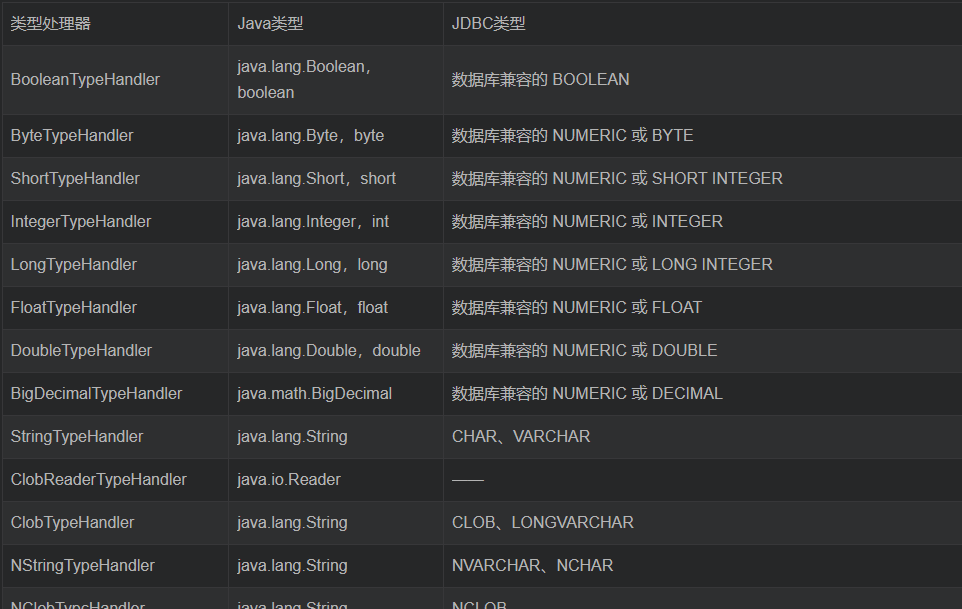 类型处理器 Java类型 JDBC类型
BooleanTypeHandler java.lang.Boolean，
boolean 数据库兼容的 BOOLEAN
ByteTypeHandler java.lang.Byte，byte 数据库兼容的 NUMERIC 或 BYTE
ShortTypeHandler java.lang.Short，short 数据库兼容的 NUMERIC 或 SHORT INTEGER
IntegerTypeHandler java.lang.Integer，int 数据库兼容的 NUMERIC 或 INTEGER
LongTypeHandler java.lang.Long，long 数据库兼容的 NUMERIC 或 LONG INTEGER
FloatTypeHandler java.lang.Float，float 数据库兼容的 NUMERIC 或 FLOAT
DoubleTypeHandler java.lang.Double，double 数据库兼容的 NUMERIC 或 DOUBLE
BigDecimalTypeHandler java.math.BigDecimal 数据库兼容的 NUMERIC 或 DECIMAL
StringTypeHandler java.lang.String CHAR、VARCHAR
ClobReaderTypeHandler java.io.Reader ——
ClobTypeHandler java.lang.String CLOB、LONGVARCHAR
NStringTypeHandler java.lang.String NVARCHAR、NCHAR
NClobTypeHandler java.lang.String NCLOB